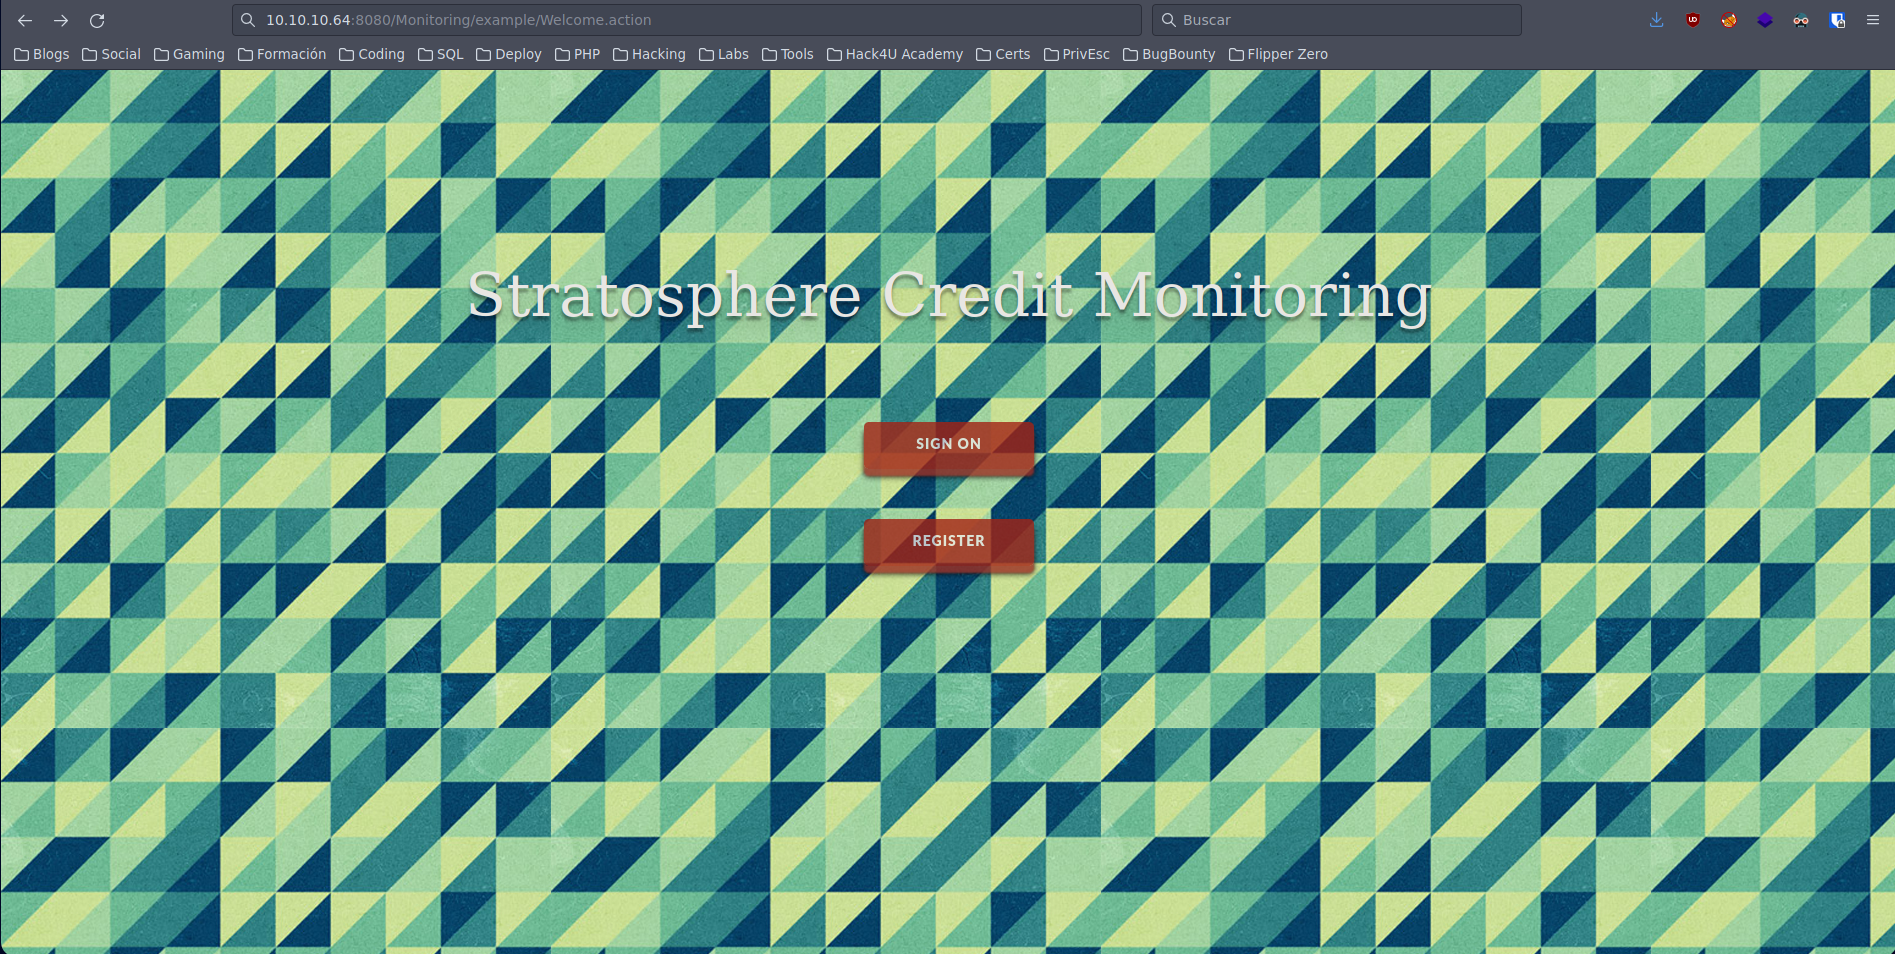 10.10.10.64:8080/Monitoring/example/Welcome.action
Buscar
Blogs Social Gaming Formación Coding SQL Deploy PHP Hacking Labs Tools Hack4U Academy Certs PrivEsc BugBounty Flipper Zero
Stratosphere Credit Monitoring
SIGN ON
REGISTER